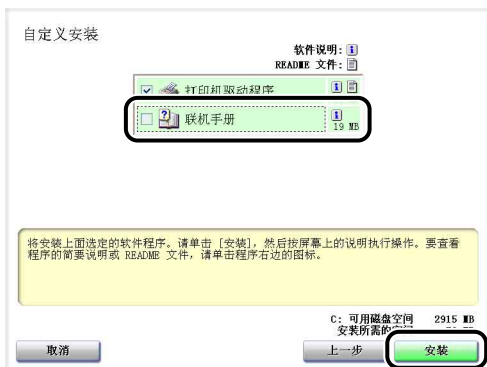 自定义安装
软件说明:
README 文件:
打印机驱动程序
联机手册
19 MB
将安装上面选定的软件程序。请单击 [安装]，然后按屏幕上的说明执行操作。要查看
程序的简要说明或 README 文件，请单击程序右边的图标。
C: 可用磁盘空间 2915 MB
安装所需的空间
取消
上一步
安装